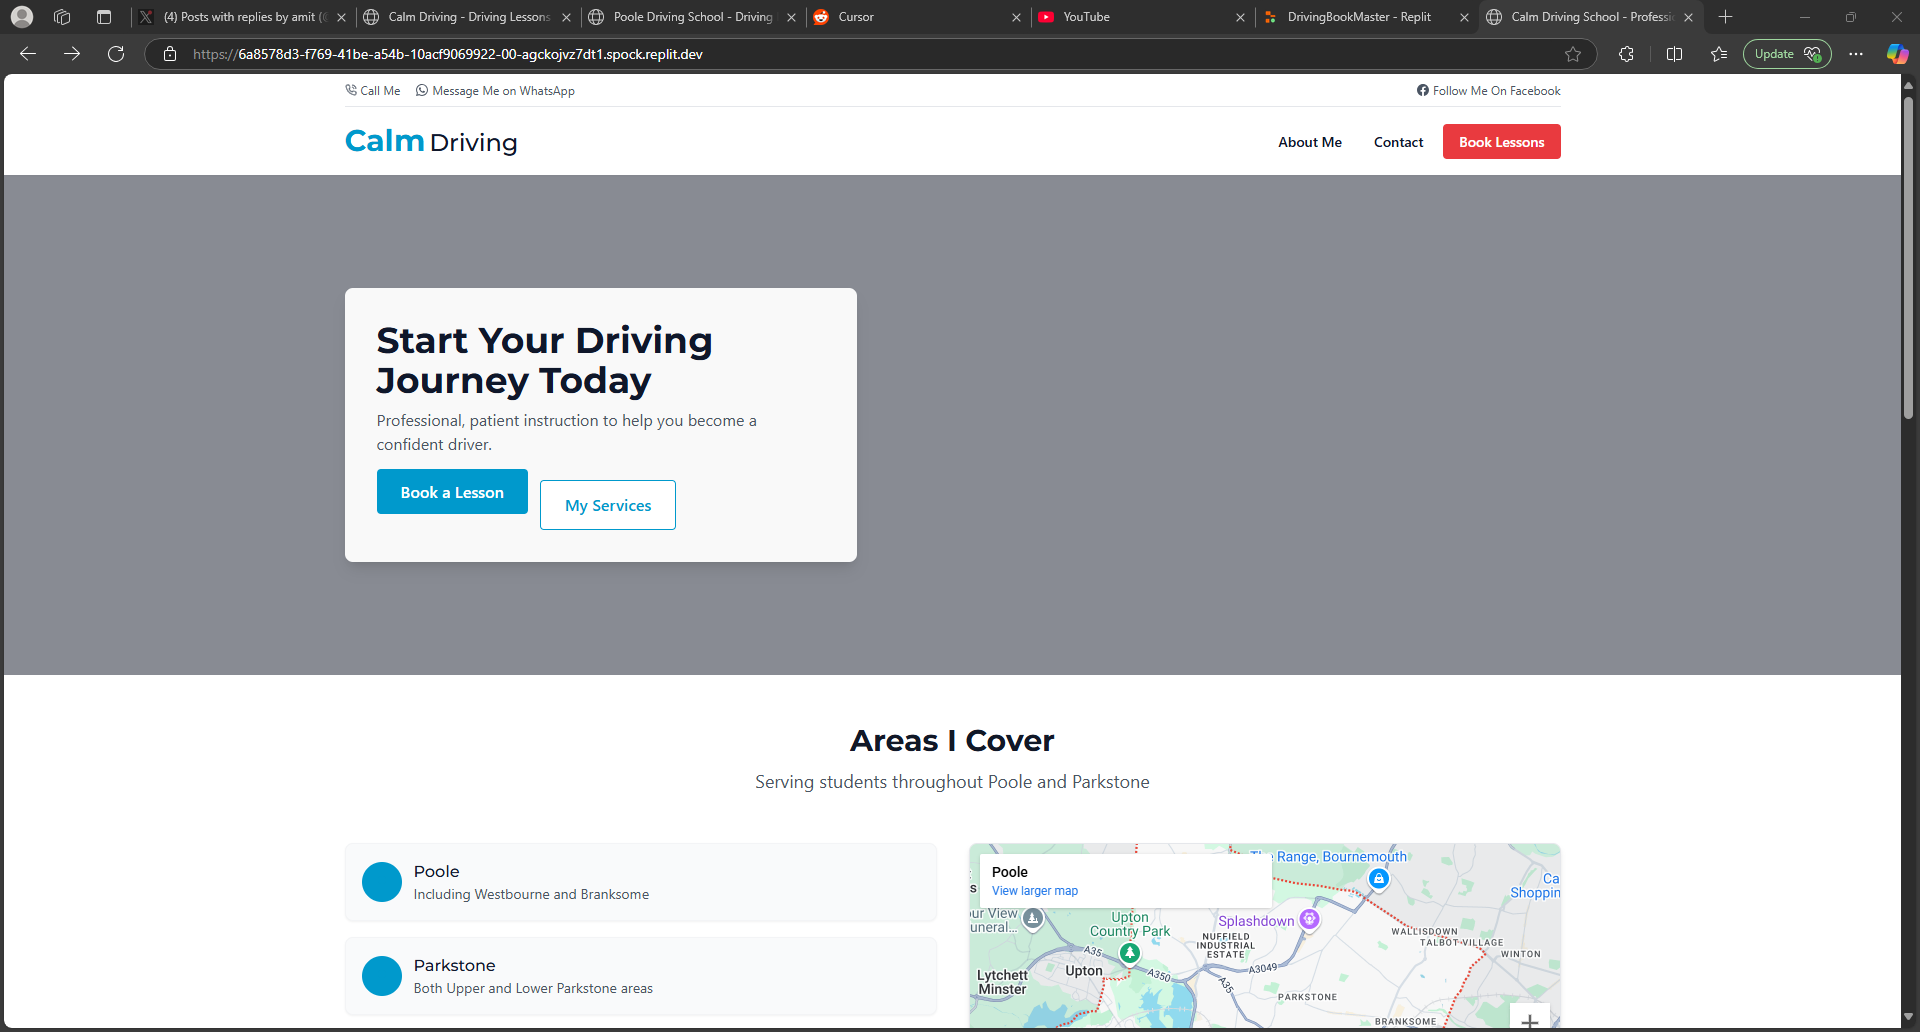 (4) Posts with replies by amit (
Calm Driving - Driving Lessons
Poole Driving School - Driving
Cursor
YouTube
DrivingBookMaster - Replit
Calm Driving School - Professi
https://6a8578d3-f769-41be-a54b-10acf9069922-00-agckojvz7dt1.spock.replit.dev
Update
Call Me
Message Me on WhatsApp
Follow Me On Facebook
Calm Driving
About Me
Contact
Book Lessons
Start Your Driving
Journey Today
Professional, patient instruction to help you become a
confident driver.
Book a Lesson
My Services
Areas I Cover
Serving students throughout Poole and Parkstone
Poole
Including Westbourne and Branksome
Parkstone
Both Upper and Lower Parkstone areas
Poole
View larger map
The Range, Bournemouth
Ca
Shoppin
our View
uneral...
Upton
Country Park
Splashdown
NUFFIELD
INDUSTRIAL
ESTATE
WALLISDOWN
TALBOT VILLAGE
WINTON
A35
A350
A3049
A35
Upton
Lytchett
Minster
PARKSTONE
BRANKSOME